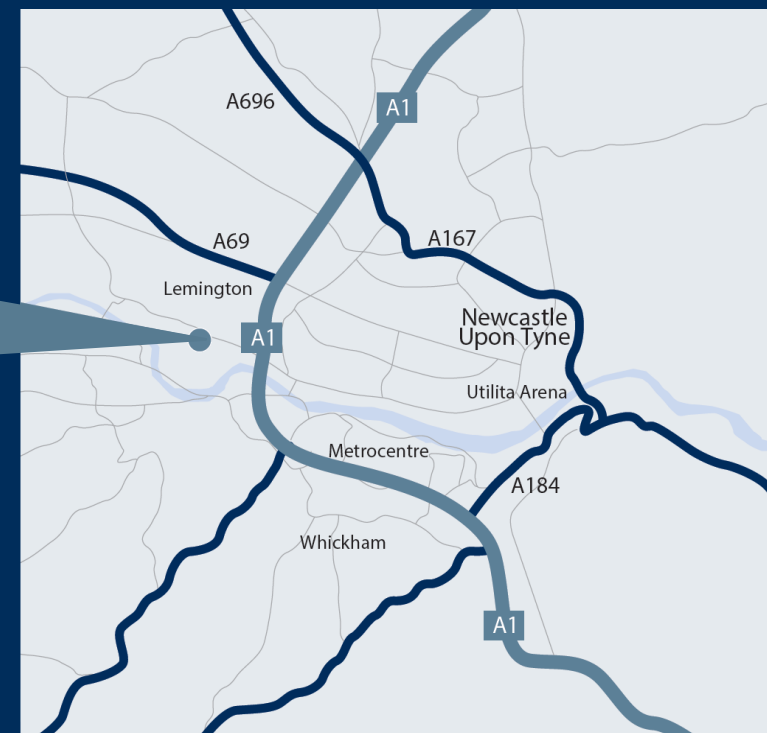 A696
A1
A69
A167
Lemington
A1
Newcastle
Upon Tyne
Utilita Arena
Metrocentre
A184
Whickham
A1